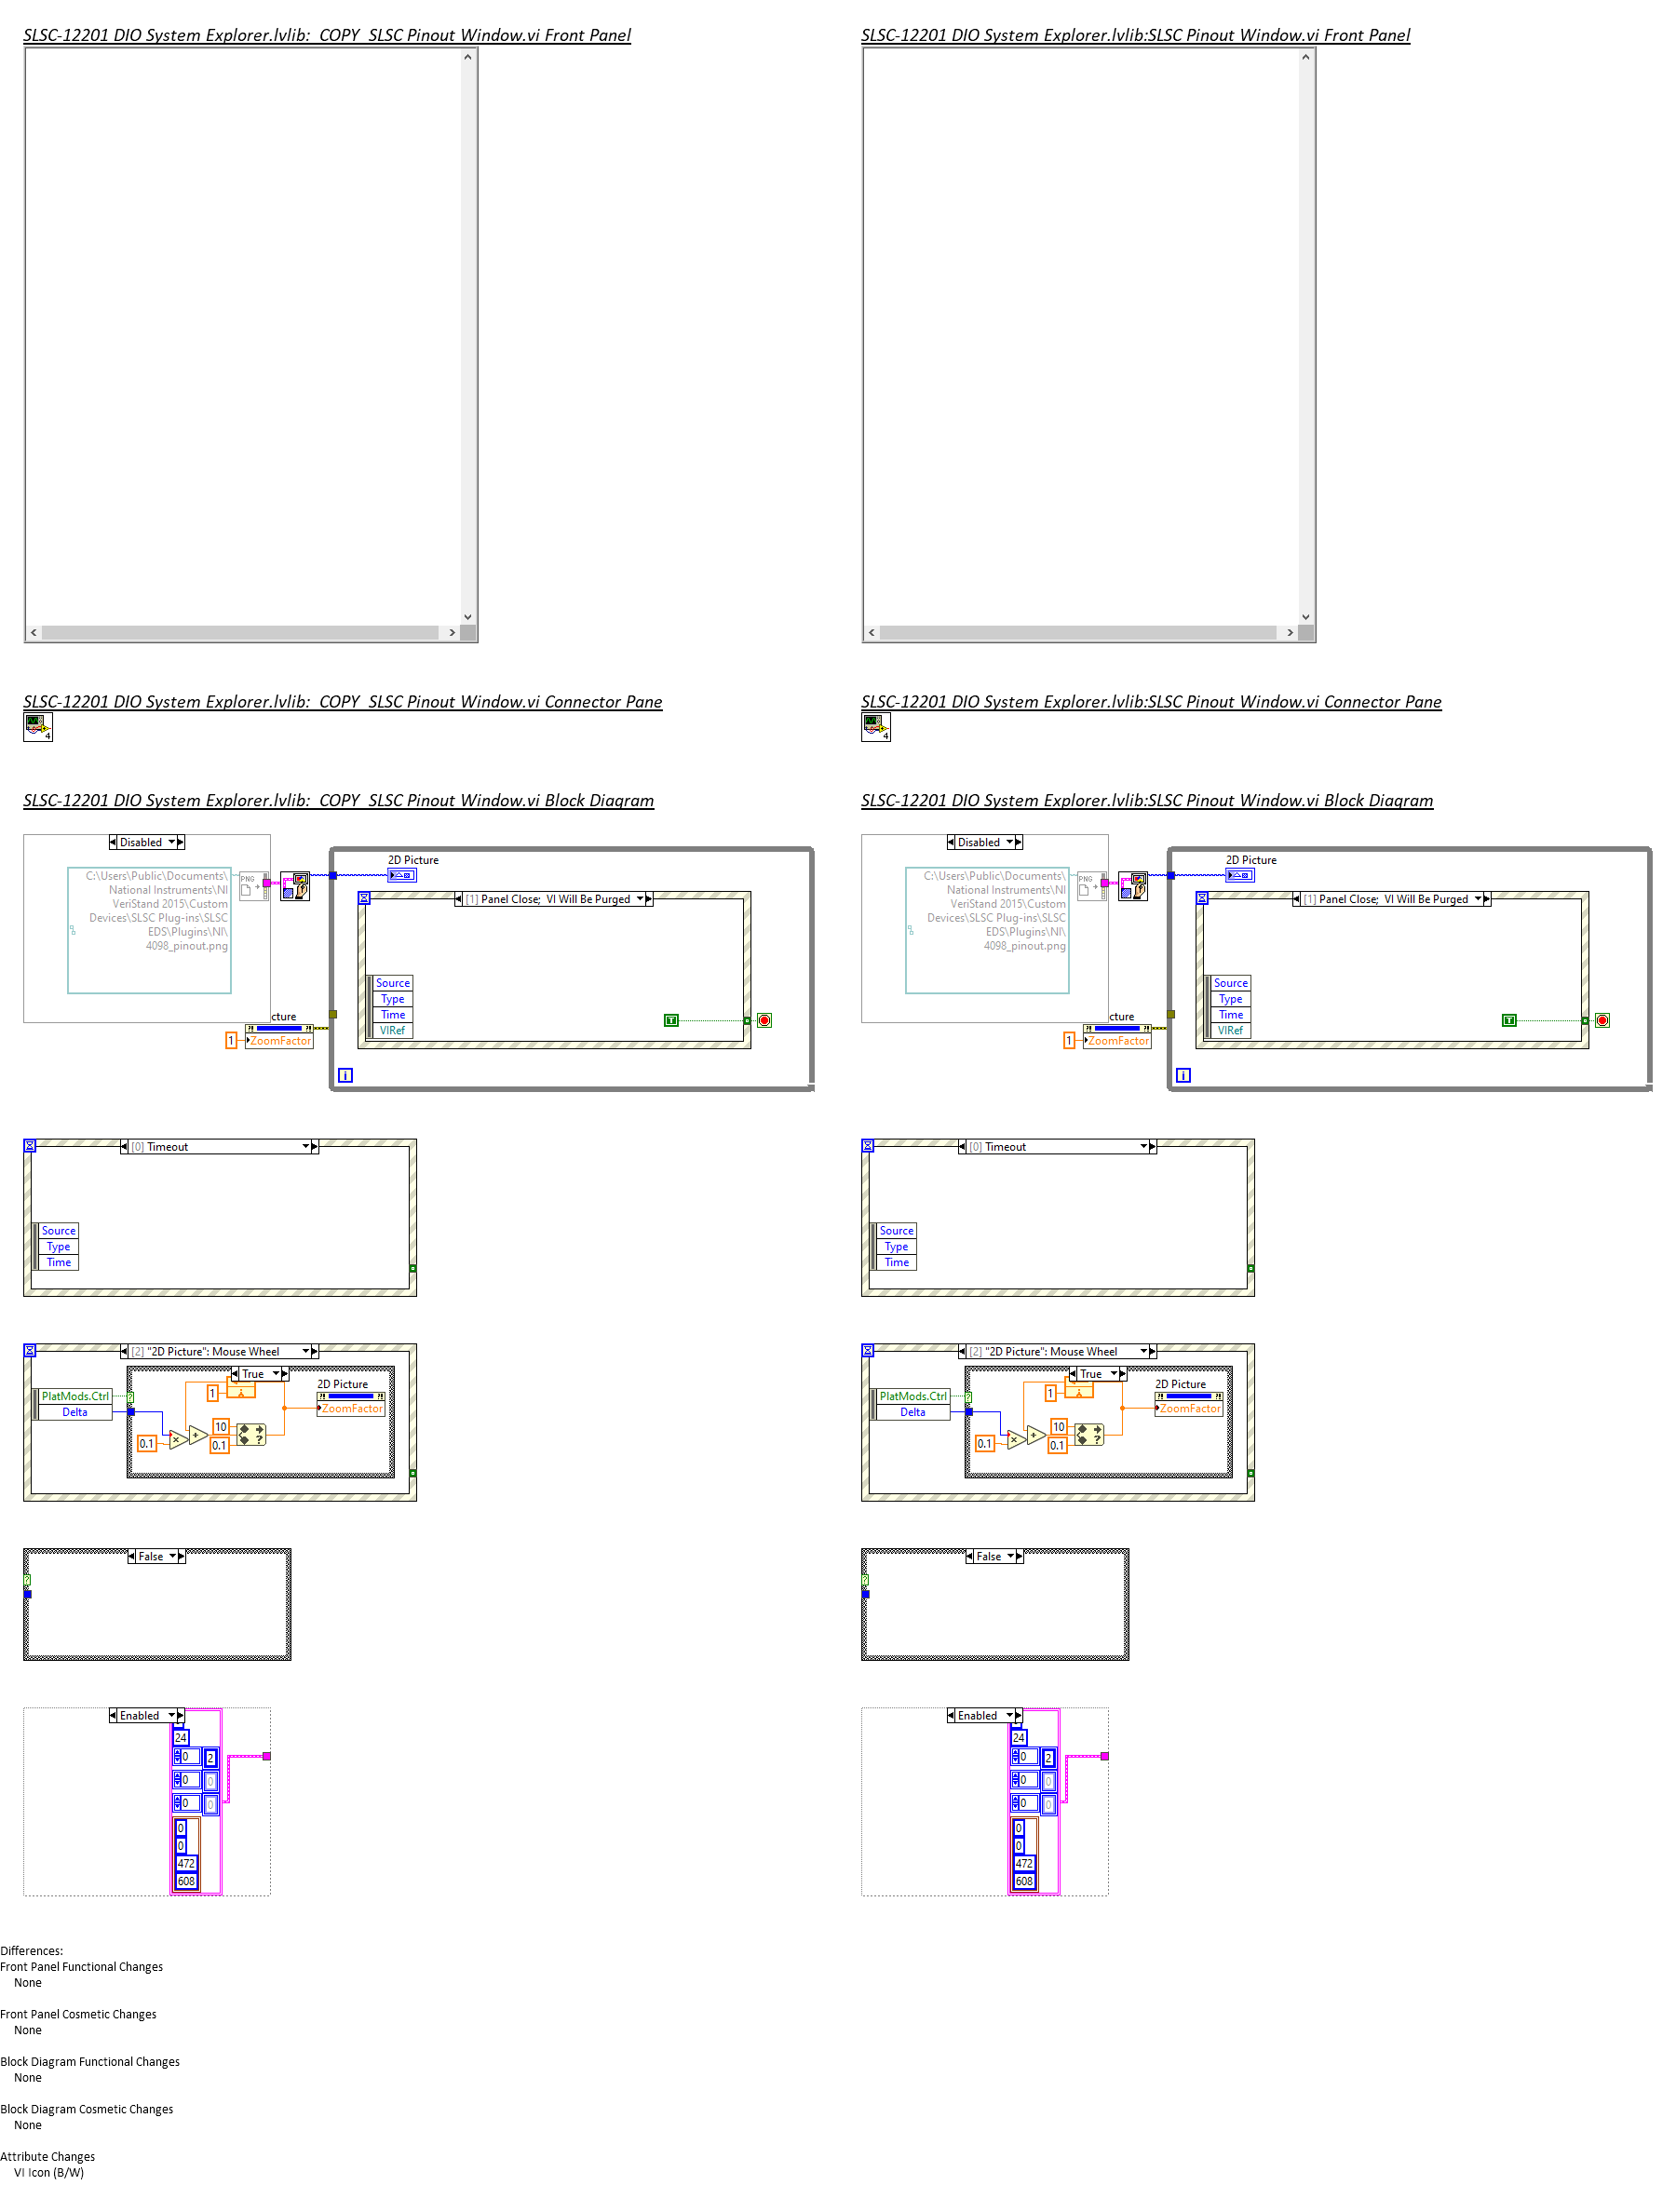 SLSC-12201 DIO System Explorer.lvlib:_COPY_SLSC Pinout Window.vi Front Panel
SLSC-12201 DIO System Explorer.lvlib:SLSC Pinout Window.vi Front Panel
SLSC-12201 DIO System Explorer.lvlib:_COPY_SLSC Pinout Window.vi Connector Pane
SLSC-12201 DIO System Explorer.lvlib:SLSC Pinout Window.vi Connector Pane
4
4
SLSC-12201 DIO System Explorer.lvlib:_COPY_SLSC Pinout Window.vi Block Diagram
Disabled
2D Picture
C:\Users\Public\Documents\
National Instruments\NI
VeriStand 2015\Custom
Devices\SLSC Plug-ins\SLSC
EDS\Plugins\NI\
4098_pinout.png
PNG
[1] Panel Close; VI Will Be Purged
Source
Type
Time
VIRef
T
cture
1
ZoomFactor
i
SLSC-12201 DIO System Explorer.lvlib:SLSC Pinout Window.vi Block Diagram
Disabled
2D Picture
C:\Users\Public\Documents\
National Instruments\NI
VeriStand 2015\Custom
Devices\SLSC Plug-ins\SLSC
EDS\Plugins\NI\
4098_pinout.png
PNG
[1] Panel Close; VI Will Be Purged
Source
Type
Time
VIRef
T
cture
1
ZoomFactor
i
[0] Timeout
Source
Type
Time
[0] Timeout
Source
Type
Time
[2] "2D Picture": Mouse Wheel
True
PlatMods.Ctrl
?
1
2D Picture
Delta
ZoomFactor
10
0.1
0.1
?
[2] "2D Picture": Mouse Wheel
True
PlatMods.Ctrl
?
1
2D Picture
Delta
ZoomFactor
10
0.1
0.1
?
False
?
False
?
Enabled
24
0 2
0 0
0 0
0
0
472
608
Enabled
24
0 2
0 0
0 0
0
0
472
608
Differences:
Front Panel Functional Changes
None
Front Panel Cosmetic Changes
None
Block Diagram Functional Changes
None
Block Diagram Cosmetic Changes
None
Attribute Changes
VI Icon (B/W)